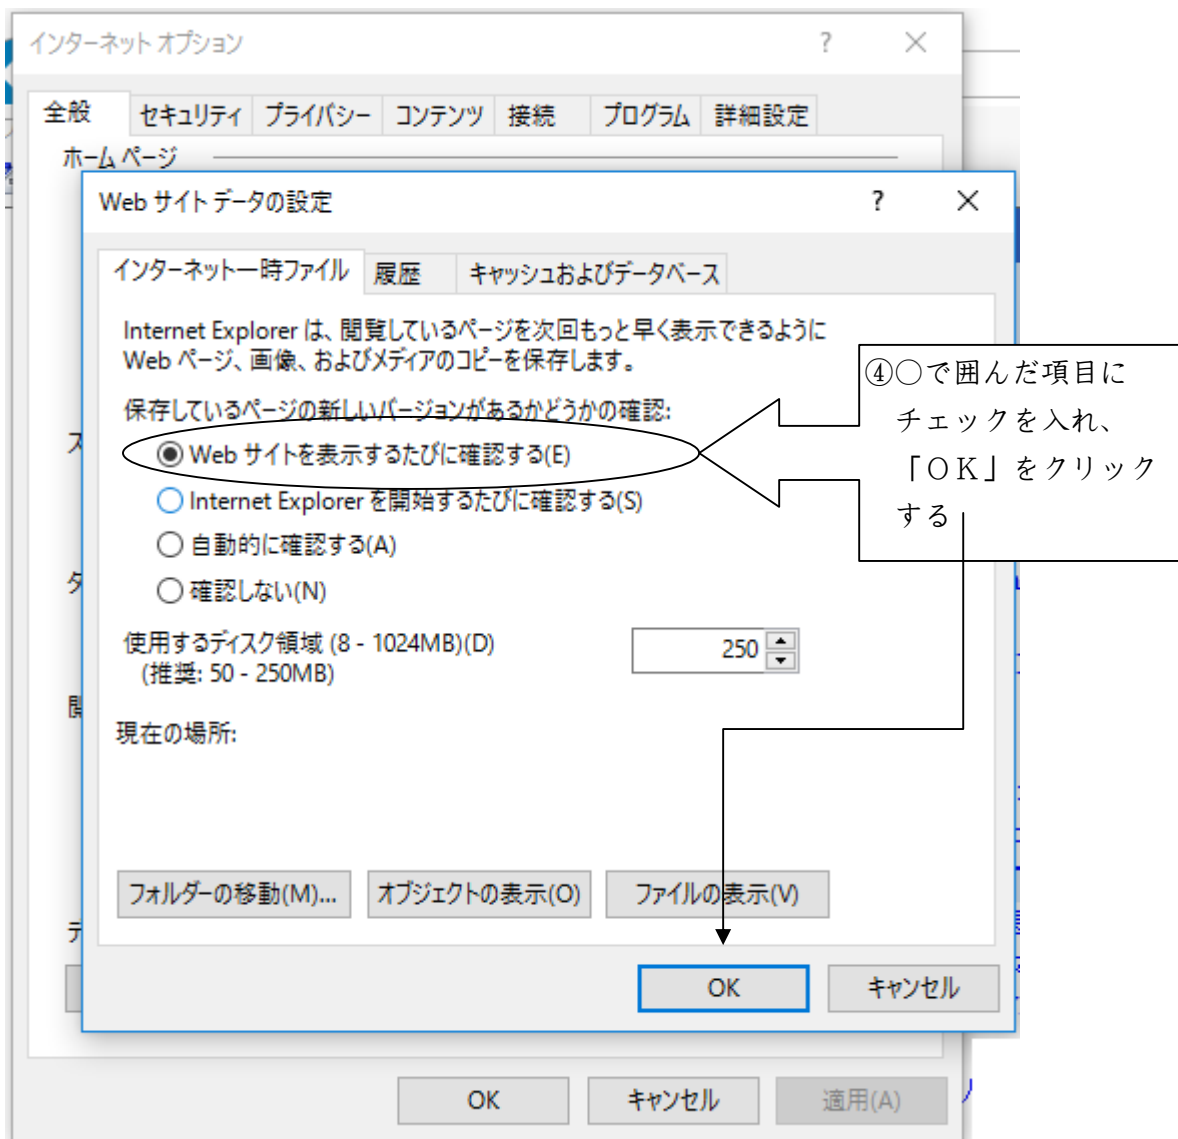 インターネット オプション
全般 セキュリティ プライバシー コンテンツ 接続 プログラム 詳細設定
ホーム ページ
Web サイト データの設定
インターネット一時ファイル 履歴 キャッシュおよびデータベース
Internet Explorer は、閲覧しているページを次回もっと早く表示できるように
Web ページ、画像、およびメディアのコピーを保存します。
保存しているページの新しいバージョンがあるかどうかの確認:
Web サイトを表示するたびに確認する(E)
Internet Explorer を開始するたびに確認する(S)
自動的に確認する(A)
確認しない(N)
④○で囲んだ項目に
チェックを入れ、
「ＯＫ」をクリック
する
使用するディスク領域 (8 - 1024MB)(D)
250
(推奨: 50 - 250MB)
現在の場所:
フォルダーの移動(M)... オブジェクトの表示(O) ファイルの表示(V)
OK キャンセル
OK キャンセル 適用(A)